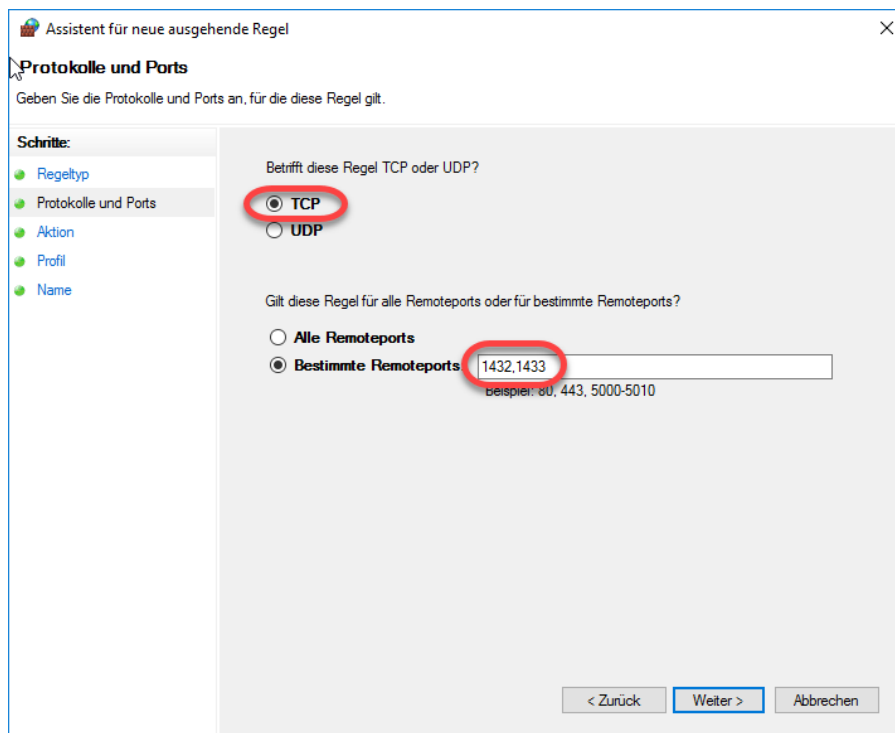 Assistent für neue ausgehende Regel
Protokolle und Ports
Geben Sie die Protokolle und Ports an, für die diese Regel gilt.
Schritte:
Regeltyp
Protokolle und Ports
Aktion
Profil
Name
Betrifft diese Regel TCP oder UDP?
TCP
UDP
Gilt diese Regel für alle Remoteports oder für bestimmte Remoteports?
Alle Remoteports
Bestimmte Remoteports
1432,1433
Beispiel: 80, 443, 5000-5010
< Zurück
Weiter >
Abbrechen